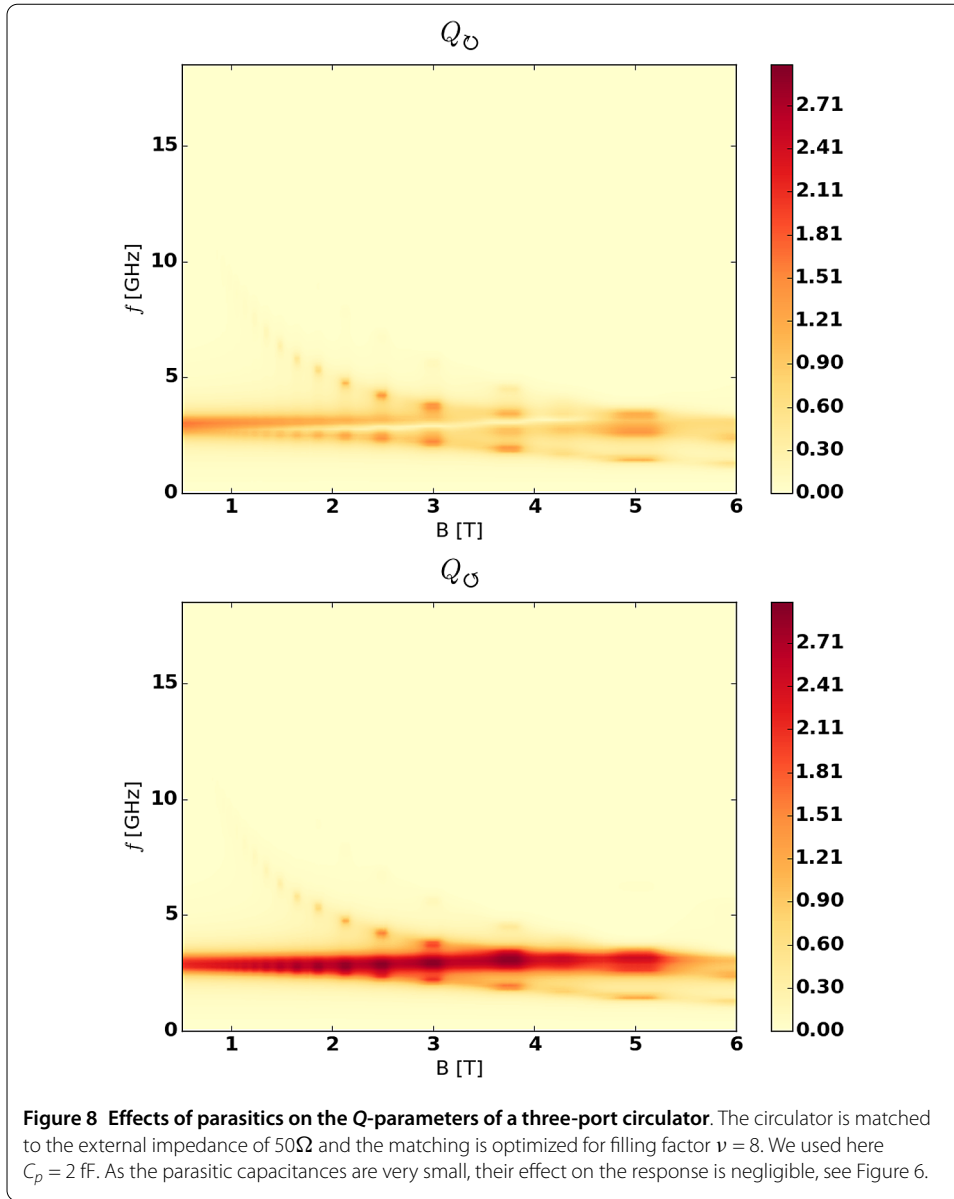 Q↻
15
10
5
0
f [GHz]
1 2 3 4 5 6
B [T]
2.71
2.41
2.11
1.81
1.51
1.21
0.90
0.60
0.30
0.00
Q↺
15
10
5
0
f [GHz]
1 2 3 4 5 6
B [T]
2.71
2.41
2.11
1.81
1.51
1.21
0.90
0.60
0.30
0.00
Figure 8 Effects of parasitics on the Q-parameters of a three-port circulator. The circulator is matched
to the external impedance of 50Ω and the matching is optimized for filling factor ν = 8. We used here
Cp = 2 fF. As the parasitic capacitances are very small, their effect on the response is negligible, see Figure 6.